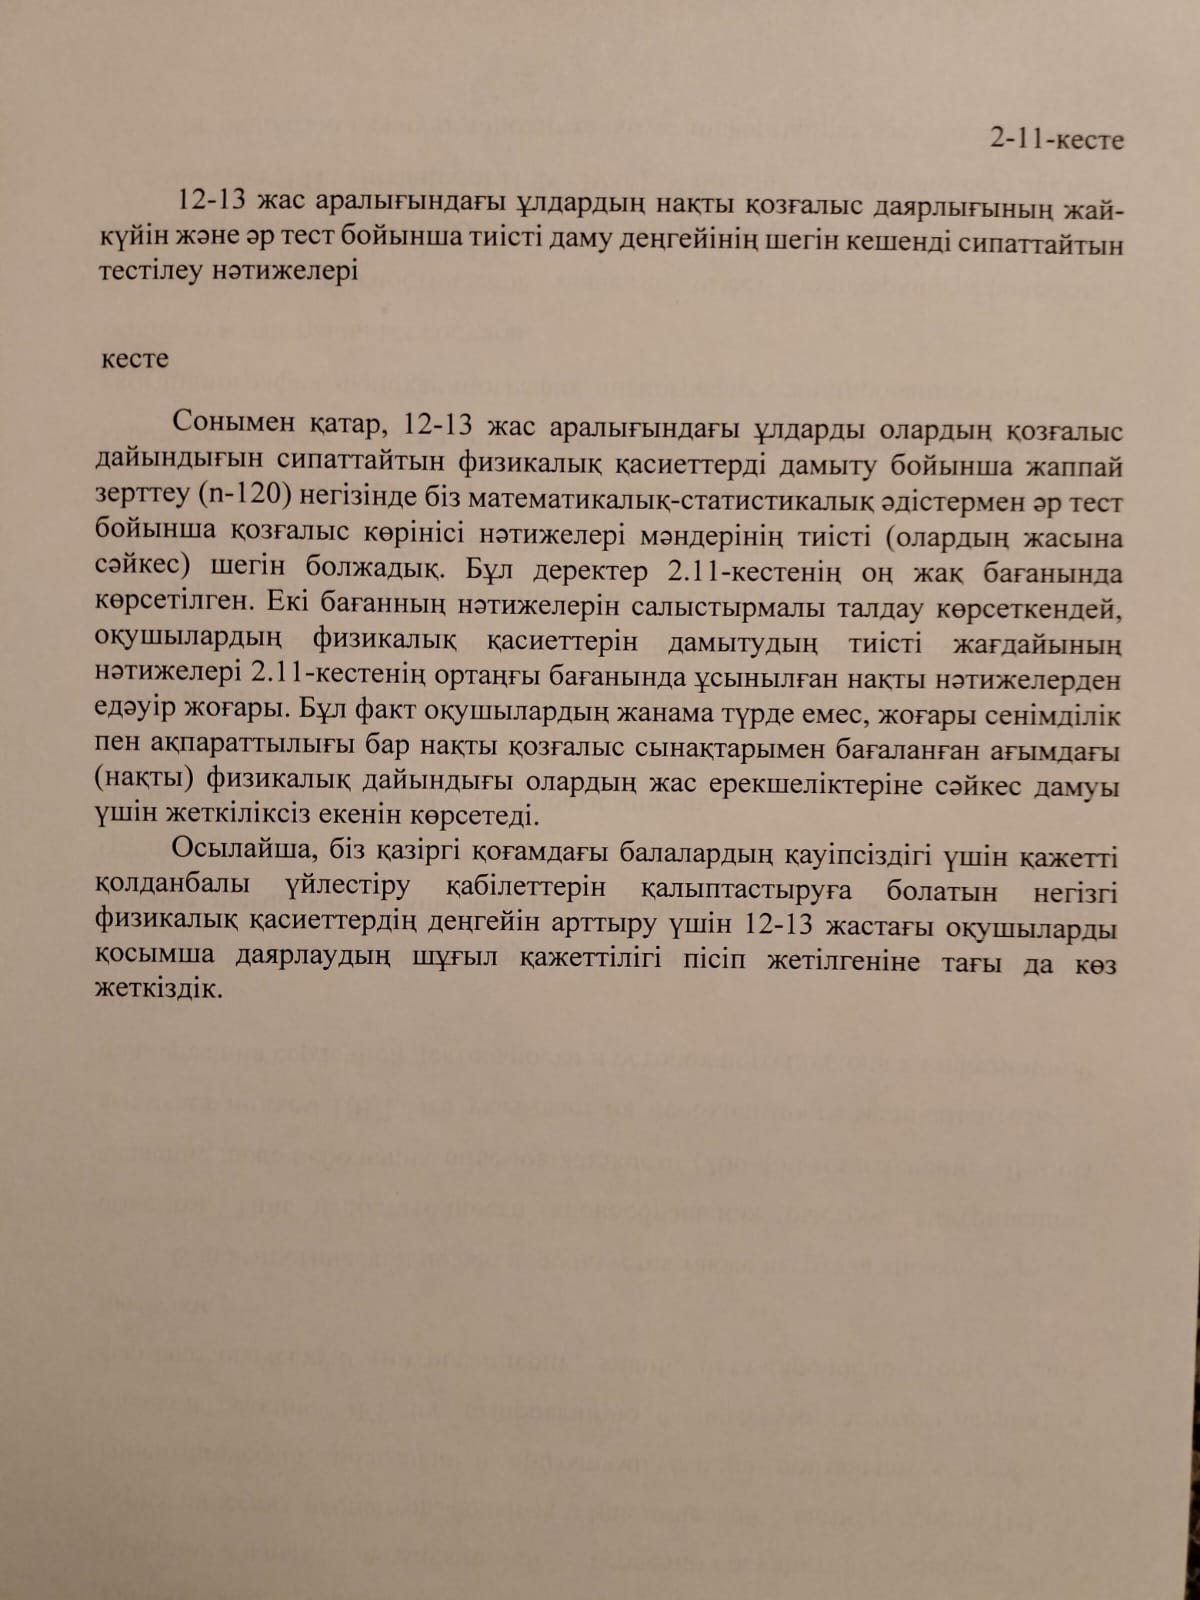 2-11-кесте
12-13 жас аралығындағы ұлдардың нақты қозғалыс даярлығының жай-
күйін және әр тест бойынша тиісті даму деңгейінің шегін кешенді сипаттайтын
тестілеу нәтижелері
кесте
Сонымен қатар, 12-13 жас аралығындағы ұлдарды олардың қозғалыс
дайындығын сипаттайтын физикалық қасиеттерді дамыту бойынша жаппай
зерттеу (n-120) негізінде біз математикалық-статистикалық әдістермен әр тест
бойынша қозғалыс көрінісі нәтижелері мәндерінің тиісті (олардың жасына
сәйкес) шегін болжадық. Бұл деректер 2.11-кестенің оң жақ бағанында
көрсетілген. Екі бағанның нәтижелерін салыстырмалы талдау көрсеткендей,
оқушылардың физикалық қасиеттерін дамытудың тиісті жағдайының
нәтижелері 2.11-кестенің ортаңғы бағанында ұсынылған нақты нәтижелерден
едәуір жоғары. Бұл факт оқушылардың жанама түрде емес, жоғары сенімділік
пен ақпараттылығы бар нақты қозғалыс сынақтарымен бағаланған ағымдағы
(нақты) физикалық дайындығы олардың жас ерекшеліктеріне сәйкес дамуы
үшін жеткіліксіз екенін көрсетеді.
Осылайша, біз қазіргі қоғамдағы балалардың қауіпсіздігі үшін қажетті
қолданбалы үйлестіру қабілеттерін қалыптастыруға болатын негізгі
физикалық қасиеттердің деңгейін арттыру үшін 12-13 жастағы оқушыларды
қосымша даярлаудың шұғыл қажеттілігі пісіп жетілгеніне тағы да көз
жеткіздік.